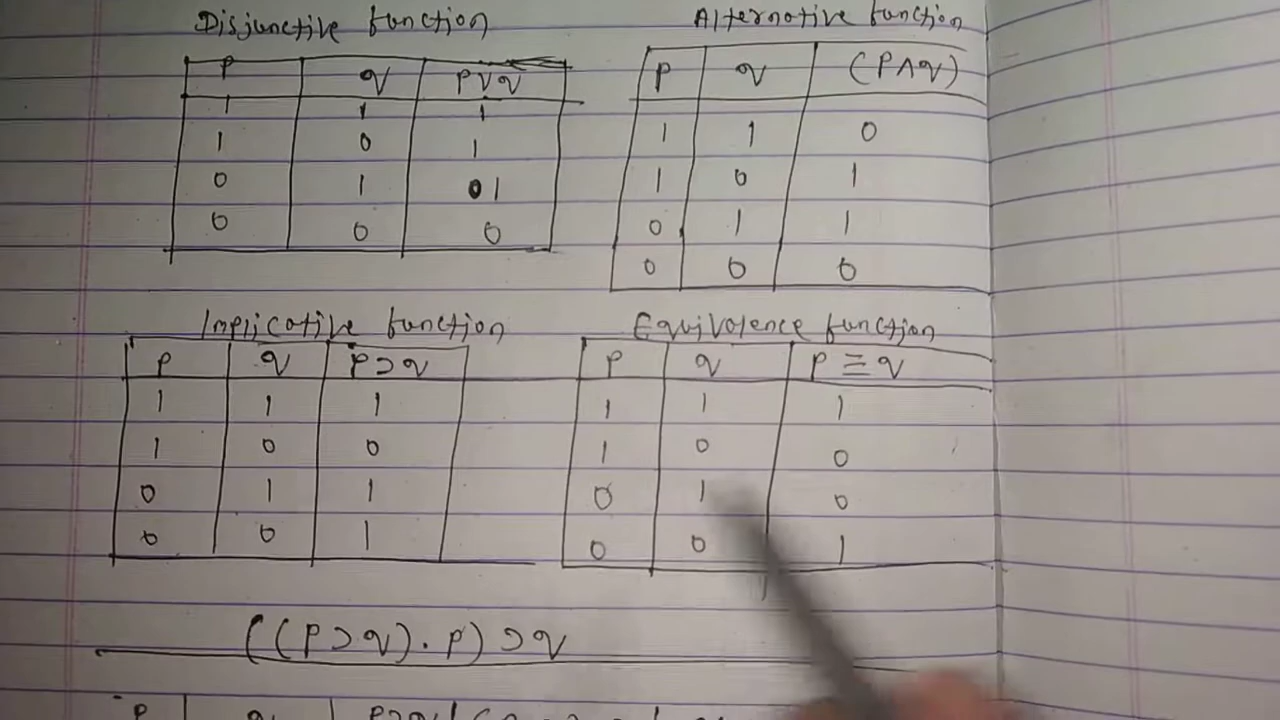 Disjunctive function
P q P∨q
1 1 1
1 0 1
0 1 01
0 0 0
Alternative function
P q (P∧q)
1 1 0
1 0 1
0 1 1
0 0 0
Implicative function
P q P⊃q
1 1 1
1 0 0
0 1 1
0 0 1
Equivalence function
P q P≡q
1 1 1
1 0 0
0 1 0
0 0 1
((P⊃q).P)⊃q
P q P⊃q